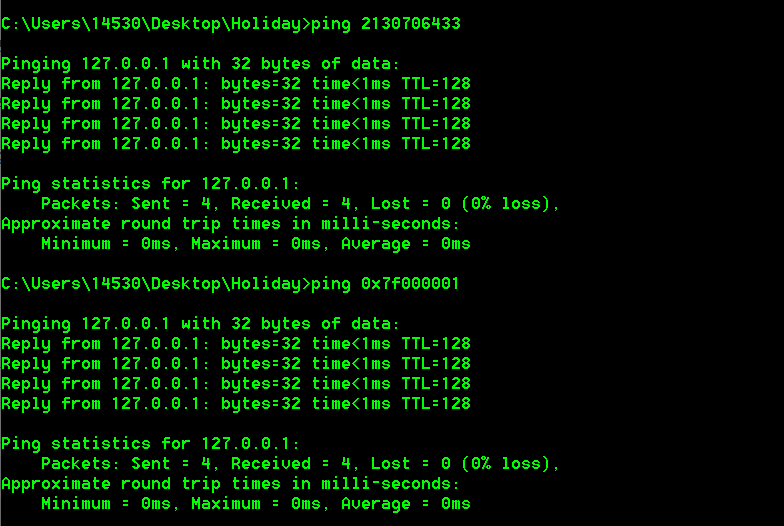 C:\Users\14530\Desktop\Holiday>ping 2130706433
Pinging 127.0.0.1 with 32 bytes of data:
Reply from 127.0.0.1: bytes=32 time<1ms TTL=128
Reply from 127.0.0.1: bytes=32 time<1ms TTL=128
Reply from 127.0.0.1: bytes=32 time<1ms TTL=128
Reply from 127.0.0.1: bytes=32 time<1ms TTL=128
Ping statistics for 127.0.0.1:
    Packets: Sent = 4, Received = 4, Lost = 0 (0% loss),
Approximate round trip times in milli-seconds:
    Minimum = 0ms, Maximum = 0ms, Average = 0ms
C:\Users\14530\Desktop\Holiday>ping 0x7f000001
Pinging 127.0.0.1 with 32 bytes of data:
Reply from 127.0.0.1: bytes=32 time<1ms TTL=128
Reply from 127.0.0.1: bytes=32 time<1ms TTL=128
Reply from 127.0.0.1: bytes=32 time<1ms TTL=128
Reply from 127.0.0.1: bytes=32 time<1ms TTL=128
Ping statistics for 127.0.0.1:
    Packets: Sent = 4, Received = 4, Lost = 0 (0% loss),
Approximate round trip times in milli-seconds:
    Minimum = 0ms, Maximum = 0ms, Average = 0ms